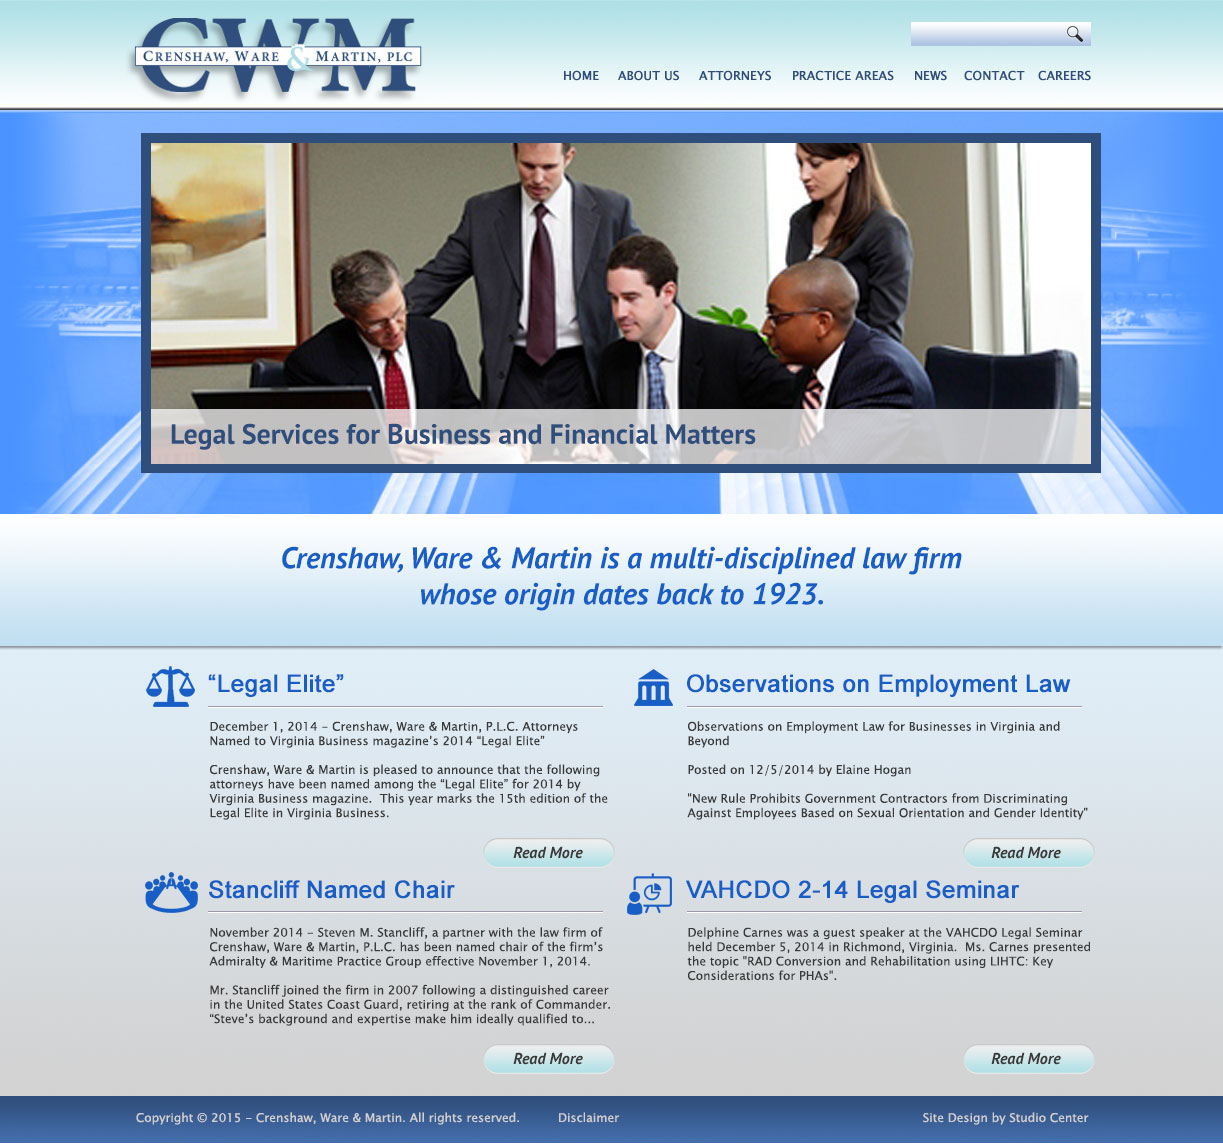 CWM
CRENSHAW, WARE & MARTIN, PLC
HOME ABOUT US ATTORNEYS PRACTICE AREAS NEWS CONTACT CAREERS
Legal Services for Business and Financial Matters
Crenshaw, Ware & Martin is a multi-disciplined law firm
whose origin dates back to 1923.
“Legal Elite”
December 1, 2014 – Crenshaw, Ware & Martin, P.L.C. Attorneys
Named to Virginia Business magazine’s 2014 “Legal Elite”
Crenshaw, Ware & Martin is pleased to announce that the following
attorneys have been named among the “Legal Elite” for 2014 by
Virginia Business magazine.  This year marks the 15th edition of the
Legal Elite in Virginia Business.
Read More
Observations on Employment Law
Observations on Employment Law for Businesses in Virginia and
Beyond
Posted on 12/5/2014 by Elaine Hogan
"New Rule Prohibits Government Contractors from Discriminating
Against Employees Based on Sexual Orientation and Gender Identity"
Read More
Stancliff Named Chair
November 2014 – Steven M. Stancliff, a partner with the law firm of
Crenshaw, Ware & Martin, P.L.C. has been named chair of the firm’s
Admiralty & Maritime Practice Group effective November 1, 2014.
Mr. Stancliff joined the firm in 2007 following a distinguished career
in the United States Coast Guard, retiring at the rank of Commander.
“Steve’s background and expertise make him ideally qualified to...
Read More
VAHCDO 2-14 Legal Seminar
Delphine Carnes was a guest speaker at the VAHCDO Legal Seminar
held December 5, 2014 in Richmond, Virginia.  Ms. Carnes presented
the topic "RAD Conversion and Rehabilitation using LIHTC: Key
Considerations for PHAs".
Read More
Copyright © 2015 – Crenshaw, Ware & Martin. All rights reserved. Disclaimer Site Design by Studio Center